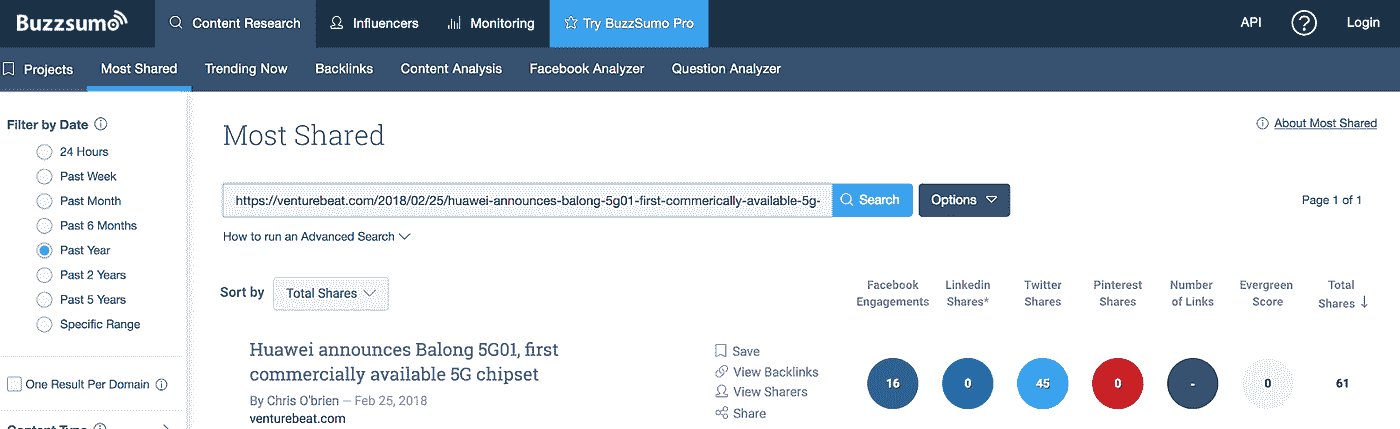 Buzzsumo Content Research Influencers Monitoring Try BuzzSumo Pro API ? Login
Projects Most Shared Trending Now Backlinks Content Analysis Facebook Analyzer Question Analyzer
Filter by Date
24 Hours
Past Week
Past Month
Past 6 Months
Past Year
Past 2 Years
Past 5 Years
Specific Range
One Result Per Domain
Content Type
Most Shared
About Most Shared
https://venturebeat.com/2018/02/25/huawei-announces-balong-5g01-first-commerically-available-5g-
Search
Options
Page 1 of 1
How to run an Advanced Search
Sort by Total Shares
Facebook Engagements
Linkedin Shares*
Twitter Shares
Pinterest Shares
Number of Links
Evergreen Score
Total Shares ↓
Huawei announces Balong 5G01, first
commercially available 5G chipset
By Chris O'brien – Feb 25, 2018
venturebeat.com
Save
View Backlinks
View Sharers
Share
16 0 45 0 - 0 61